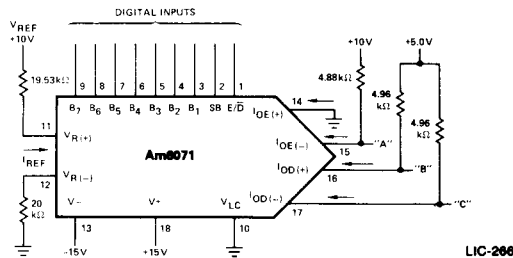 DIGITAL INPUTS
VREF
+10V
+10V
+5.0V
19.53kΩ
4.88kΩ
4.96
kΩ
4.96
kΩ
9 8 7 6 5 4 3 2 1
B7 B6 B5 B4 B3 B2 B1 SB E/D̅
14
IOE(+)
11
VR(+)
IOE(−)
15
"A"
IREF
Am6071
IOD(+)
16
"B"
12
VR(−)
IOD(−)
17
"C"
20
kΩ
V− V+ VLC
13 18 10
-15V +15V
LIC-266